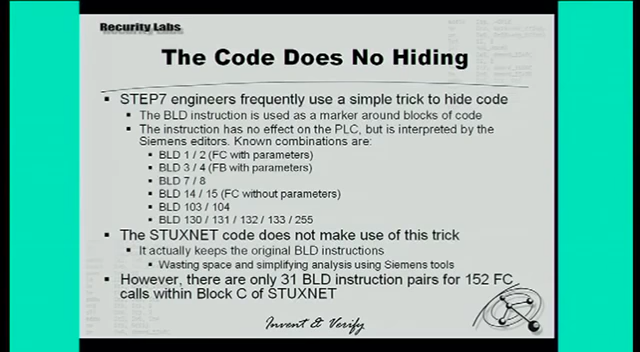 Recurity Labs
The Code Does No Hiding
STEP7 engineers frequently use a simple trick to hide code
The BLD instruction is used as a marker around blocks of code
The instruction has no effect on the PLC, but is interpreted by the
Siemens editors. Known combinations are:
BLD 1 / 2 (FC with parameters)
BLD 3 / 4 (FB with parameters)
BLD 7 / 8
BLD 14 / 15 (FC without parameters)
BLD 103 / 104
BLD 130 / 131 / 132 / 133 / 255
The STUXNET code does not make use of this trick
It actually keeps the original BLD instructions
Wasting space and simplifying analysis using Siemens tools
However, there are only 31 BLD instruction pairs for 152 FC
calls within Block C of STUXNET
Invent & Verify